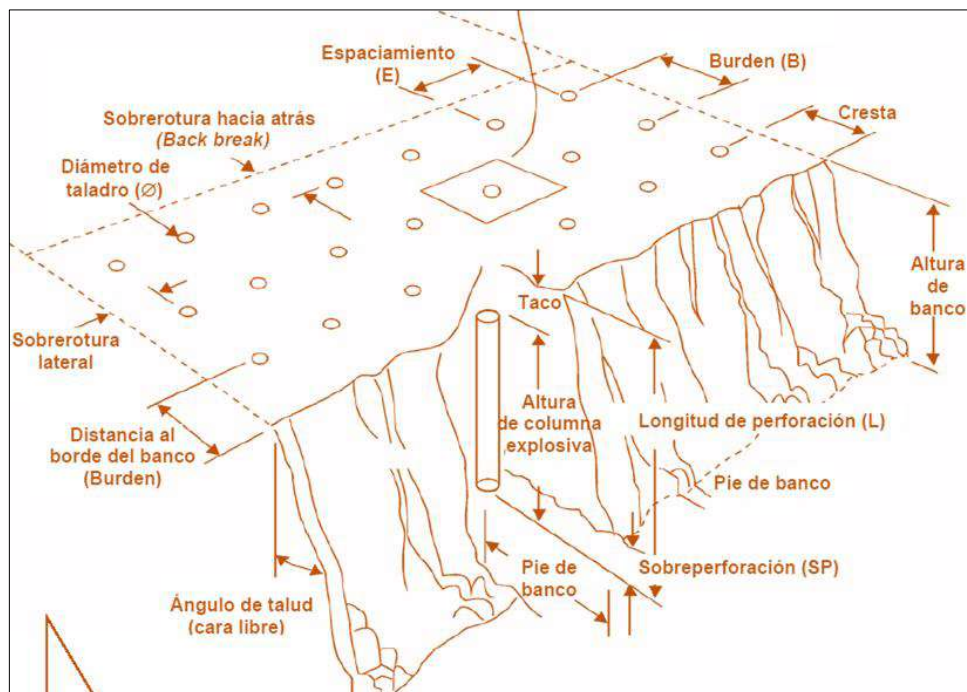 Espaciamiento
(E)
Burden (B)
Sobrerotura hacia atrás
(Back break)
Cresta
Diámetro de
taladro (Ø)
Altura
de
banco
Taco
Sobrerotura
lateral
Altura
de columna
explosiva
Longitud de perforación (L)
Distancia al
borde del banco
(Burden)
Pie de banco
Pie de
banco
Sobreperforación (SP)
Ángulo de talud
(cara libre)